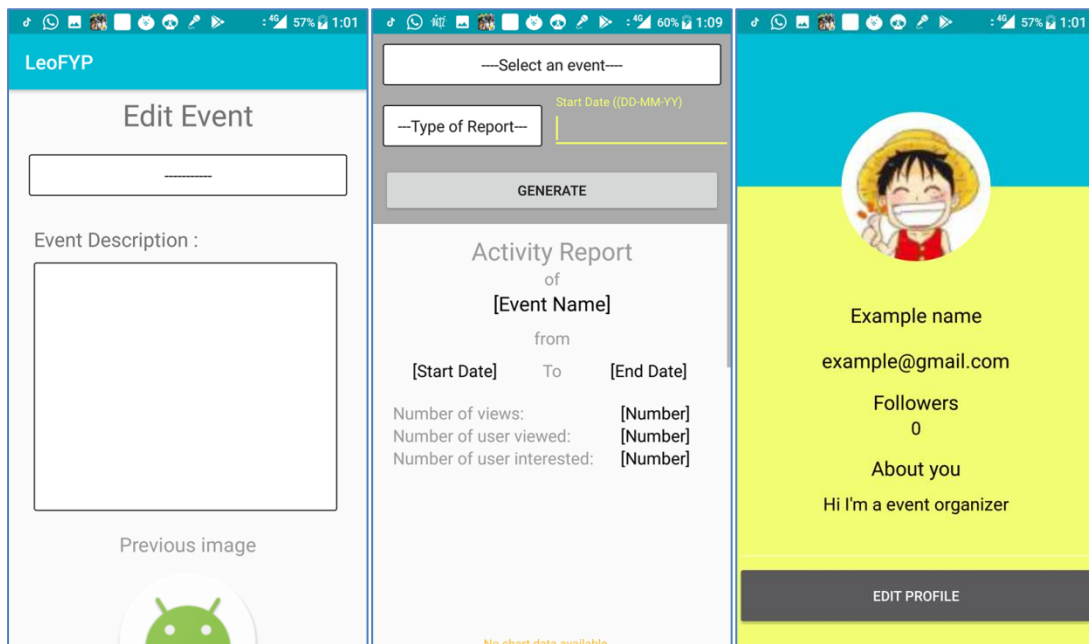 4G 57% 1:01
LeoFYP
Edit Event
-----------
Event Description :
Previous image
4G 60% 1:09
----Select an event----
Start Date ((DD-MM-YY)
---Type of Report---
GENERATE
Activity Report
of
[Event Name]
from
[Start Date] To [End Date]
Number of views: [Number]
Number of user viewed: [Number]
Number of user interested: [Number]
No chart data available
4G 57% 1:01
Example name
example@gmail.com
Followers
0
About you
Hi I'm a event organizer
EDIT PROFILE